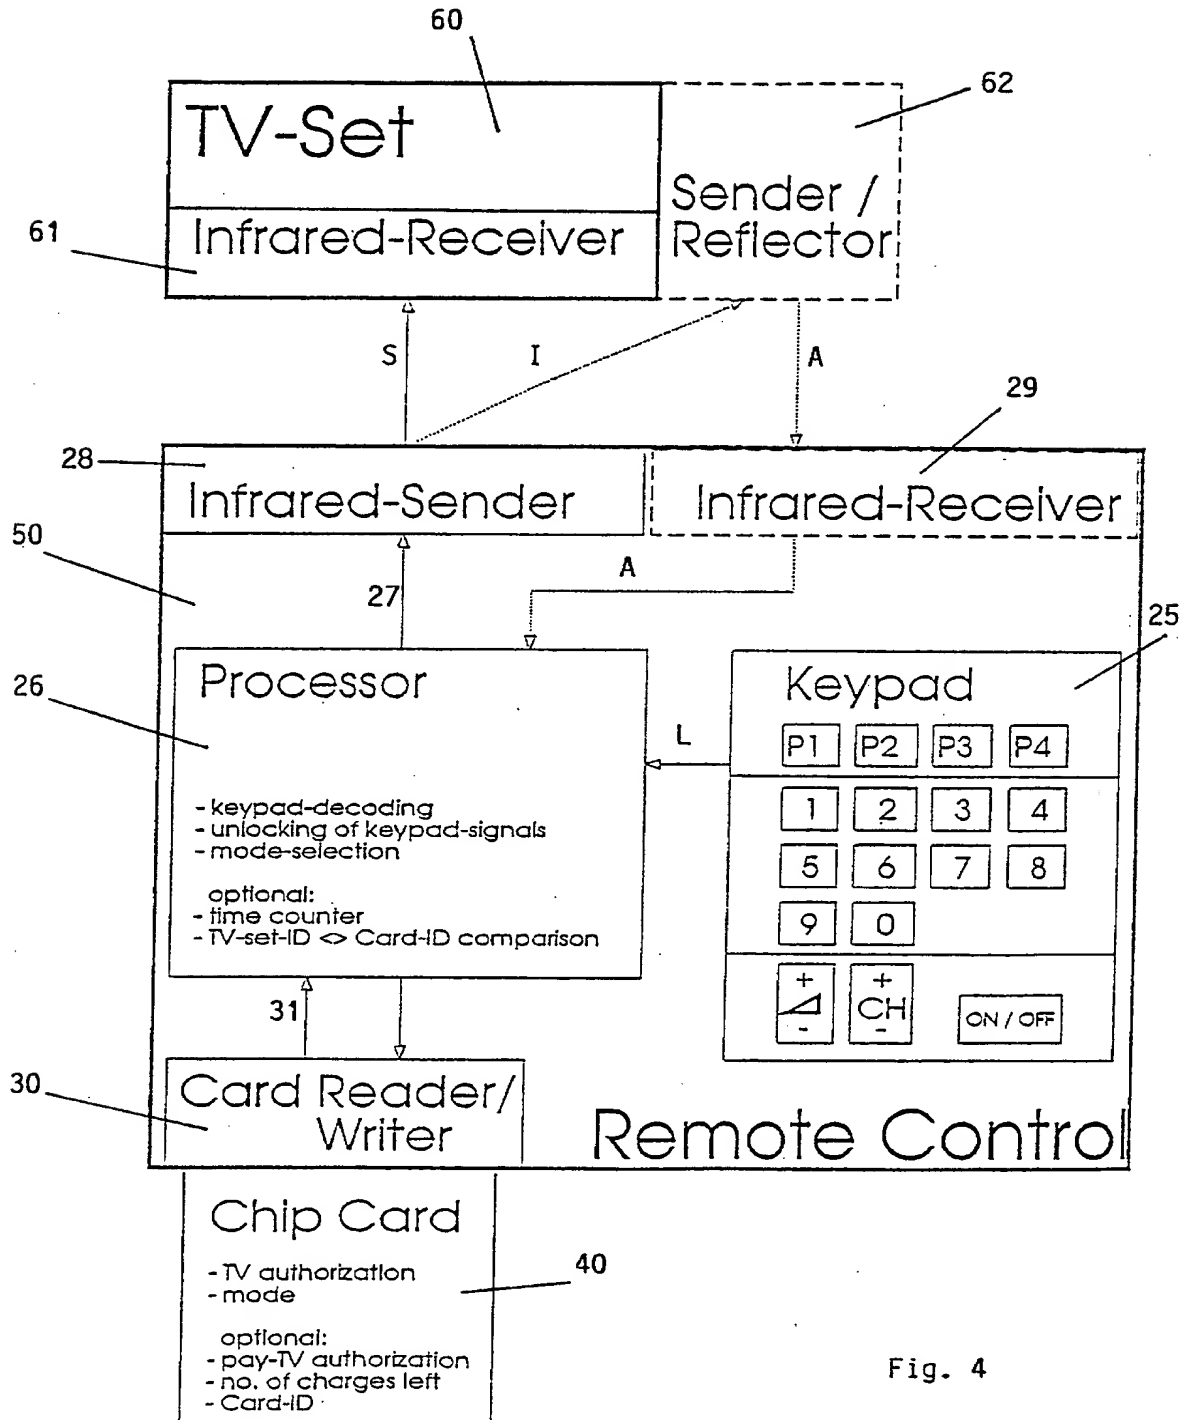 60
TV-Set
62
Sender /
Reflector
61
Infrared-Receiver
S
I
A
29
28
Infrared-Sender
Infrared-Receiver
50
27
A
25
26
Processor
Keypad
P1 P2 P3 P4
L
- keypad-decoding
- unlocking of keypad-signals
- mode-selection
optional:
- time counter
- TV-set-ID <> Card-ID comparison
1 2 3 4
5 6 7 8
9 0
+ +
CH
- -
ON / OFF
31
30
Card Reader/
Writer
Remote Control
Chip Card
- TV authorization
- mode
40
optional:
- pay-TV authorization
- no. of charges left
- Card-ID
Fig. 4